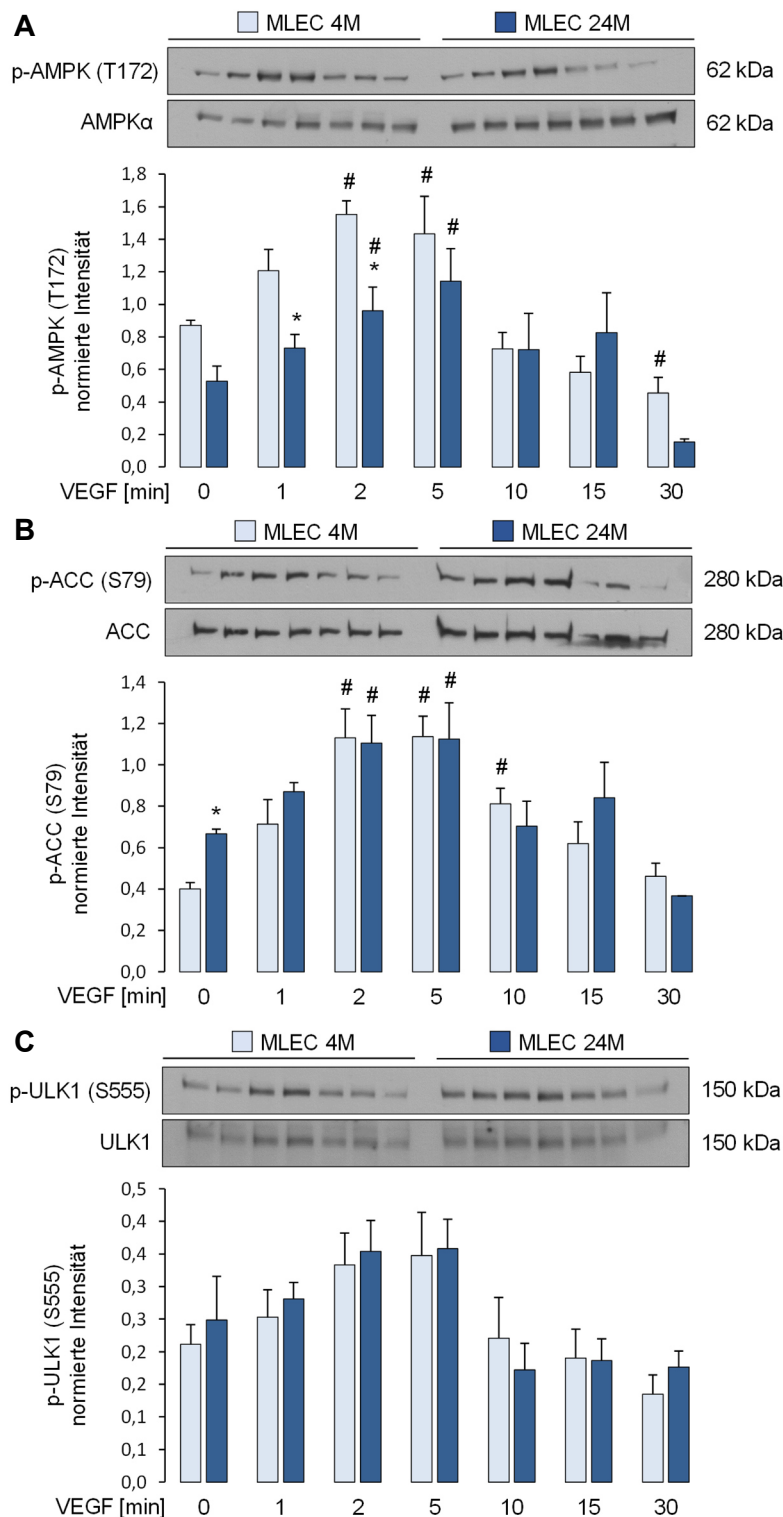 A
MLEC 4M MLEC 24M
p-AMPK (T172) 62 kDa
AMPKα 62 kDa
p-AMPK (T172)
normierte Intensität
1,8
1,6
1,4
1,2
1,0
0,8
0,6
0,4
0,2
0,0
# # # # # * * #
VEGF [min] 0 1 2 5 10 15 30
B
MLEC 4M MLEC 24M
p-ACC (S79) 280 kDa
ACC 280 kDa
p-ACC (S79)
normierte Intensität
1,4
1,2
1,0
0,8
0,6
0,4
0,2
0,0
* # # # # #
VEGF [min] 0 1 2 5 10 15 30
C
MLEC 4M MLEC 24M
p-ULK1 (S555) 150 kDa
ULK1 150 kDa
p-ULK1 (S555)
normierte Intensität
0,5
0,4
0,4
0,3
0,3
0,2
0,2
0,1
0,1
0,0
VEGF [min] 0 1 2 5 10 15 30